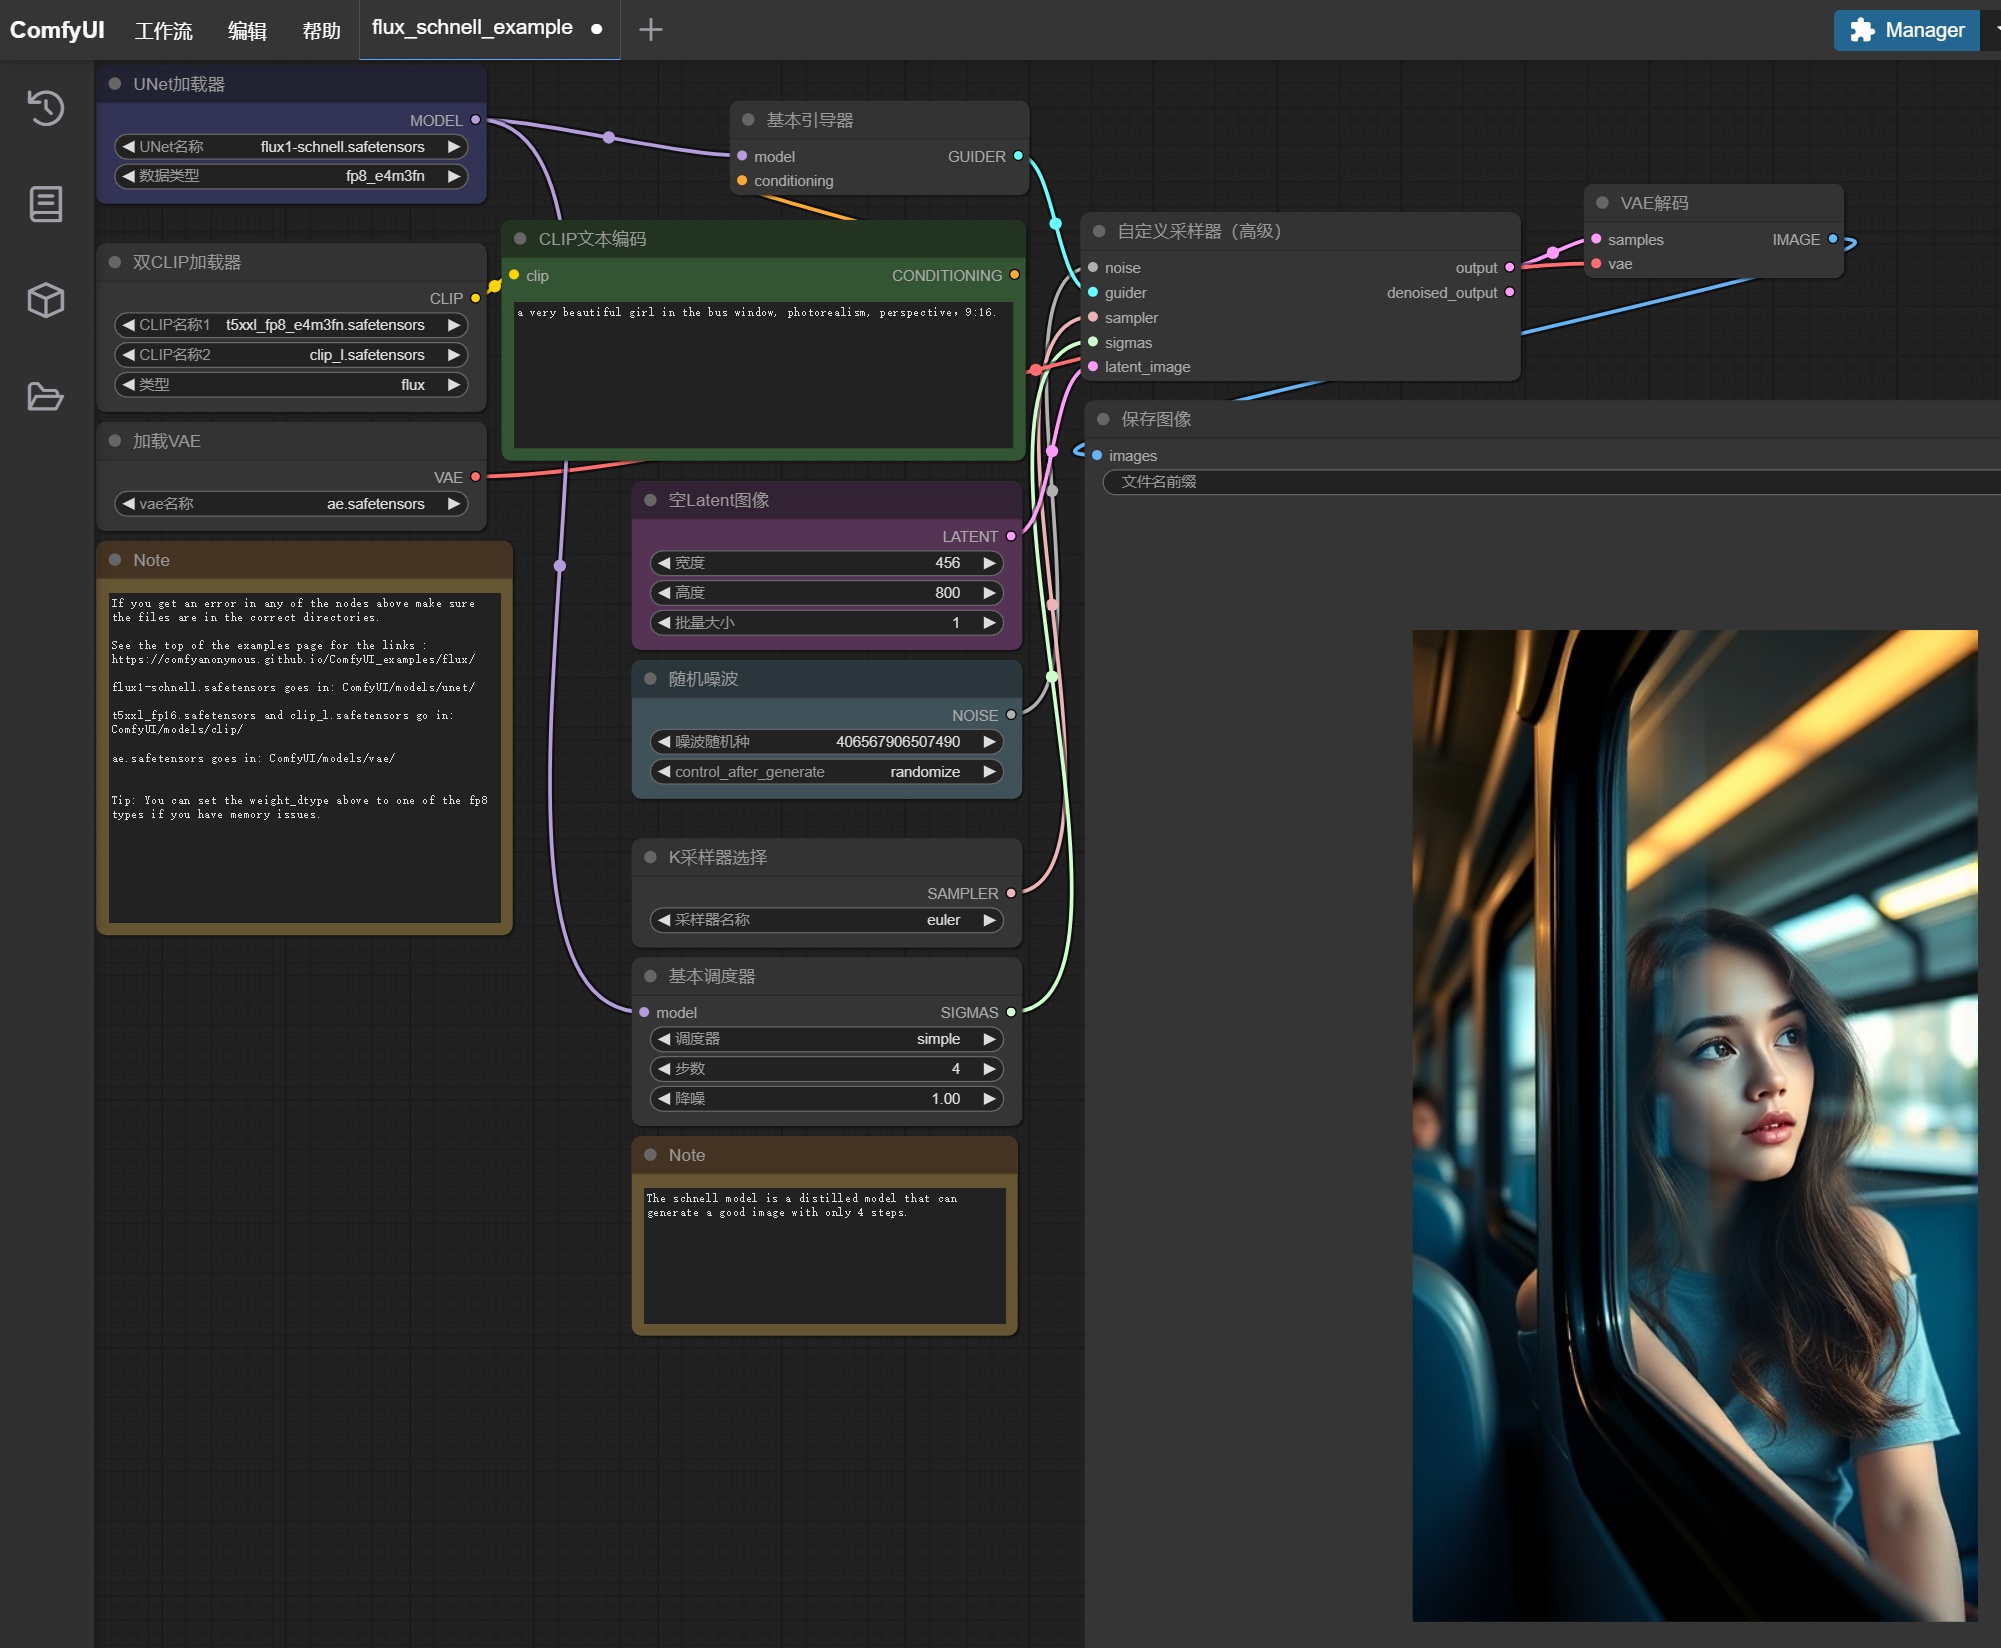 ComfyUI 工作流 编辑 帮助 flux_schnell_example Manager
UNet加载器
MODEL
UNet名称 flux1-schnell.safetensors
数据类型 fp8_e4m3fn
双CLIP加载器
CLIP
CLIP名称1 t5xxl_fp8_e4m3fn.safetensors
CLIP名称2 clip_l.safetensors
类型 flux
加载VAE
VAE
vae名称 ae.safetensors
Note
If you get an error in any of the nodes above make sure
the files are in the correct directories.
See the top of the examples page for the links :
https://comfyanonymous.github.io/ComfyUI_examples/flux/
flux1-schnell.safetensors goes in: ComfyUI/models/unet/
t5xxl_fp16.safetensors and clip_l.safetensors go in:
ComfyUI/models/clip/
ae.safetensors goes in: ComfyUI/models/vae/
Tip: You can set the weight_dtype above to one of the fp8
types if you have memory issues.
基本引导器
model GUIDER
conditioning
CLIP文本编码
clip CONDITIONING
a very beautiful girl in the bus window, photorealism, perspective，9:16.
空Latent图像
LATENT
宽度 456
高度 800
批量大小 1
随机噪波
NOISE
噪波随机种 406567906507490
control_after_generate randomize
K采样器选择
SAMPLER
采样器名称 euler
基本调度器
model SIGMAS
调度器 simple
步数 4
降噪 1.00
Note
The schnell model is a distilled model that can
generate a good image with only 4 steps.
自定义采样器（高级）
noise output
guider denoised_output
sampler
sigmas
latent_image
VAE解码
samples IMAGE
vae
保存图像
images
文件名前缀